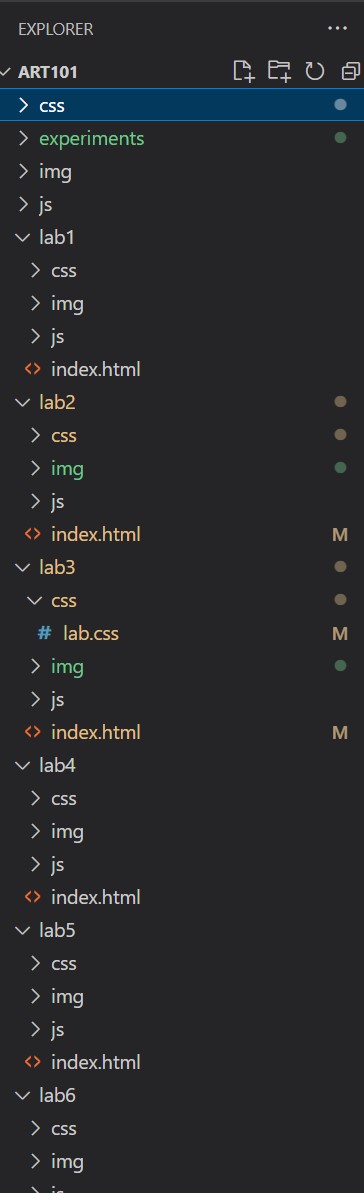 EXPLORER
ART101
css
experiments
img
js
lab1
css
img
js
index.html
lab2
css
img
js
index.html M
lab3
css
# lab.css M
img
js
index.html M
lab4
css
img
js
index.html
lab5
css
img
js
index.html
lab6
css
img